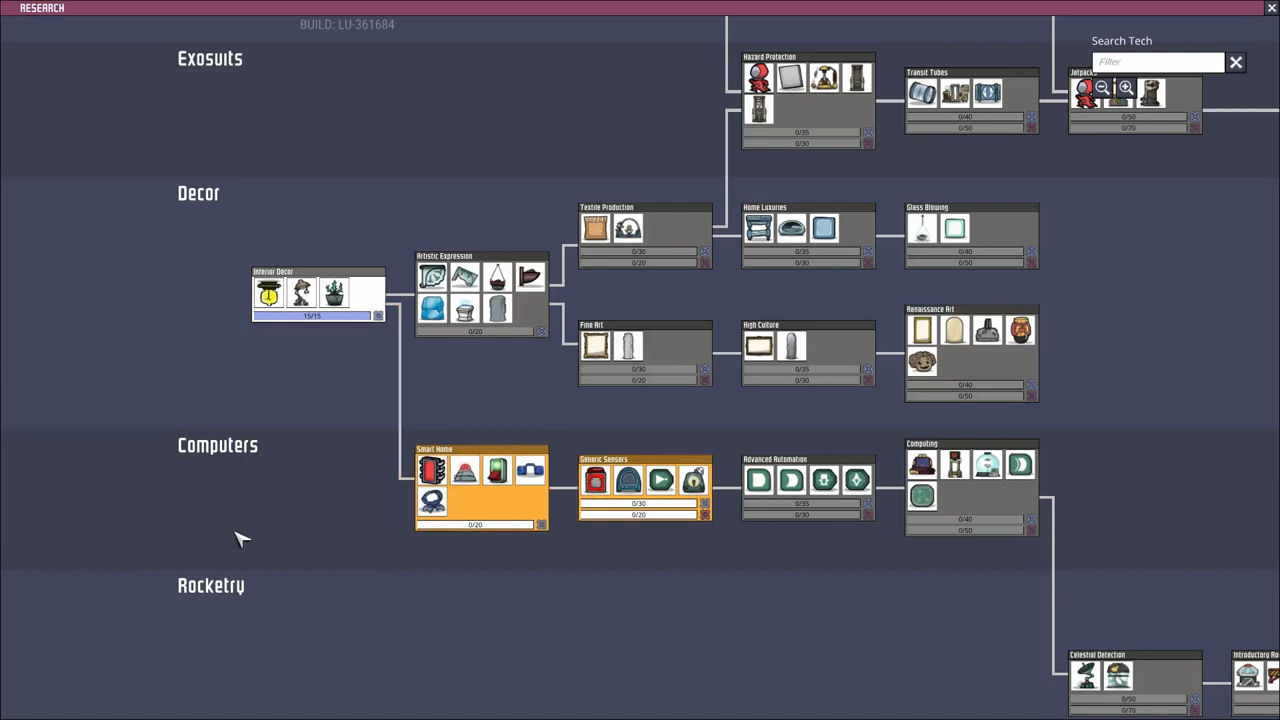 RESEARCH
BUILD: LU-361684
Search Tech
Filter
Exosuits
Hazard Protection
0/35
0/30
Transit Tubes
0/40
0/50
Jetpacks
0/50
0/70
Decor
Interior Decor
15/15
Artistic Expression
0/20
Textile Production
0/30
0/20
Home Luxuries
0/35
0/30
Glass Blowing
0/40
0/50
Fine Art
0/30
0/20
High Culture
0/35
0/30
Renaissance Art
0/40
0/50
Computers
Smart Home
0/20
Generic Sensors
0/30
0/20
Advanced Automation
0/35
0/30
Computing
0/40
0/50
Rocketry
Celestial Detection
0/50
0/70
Introductory Ro